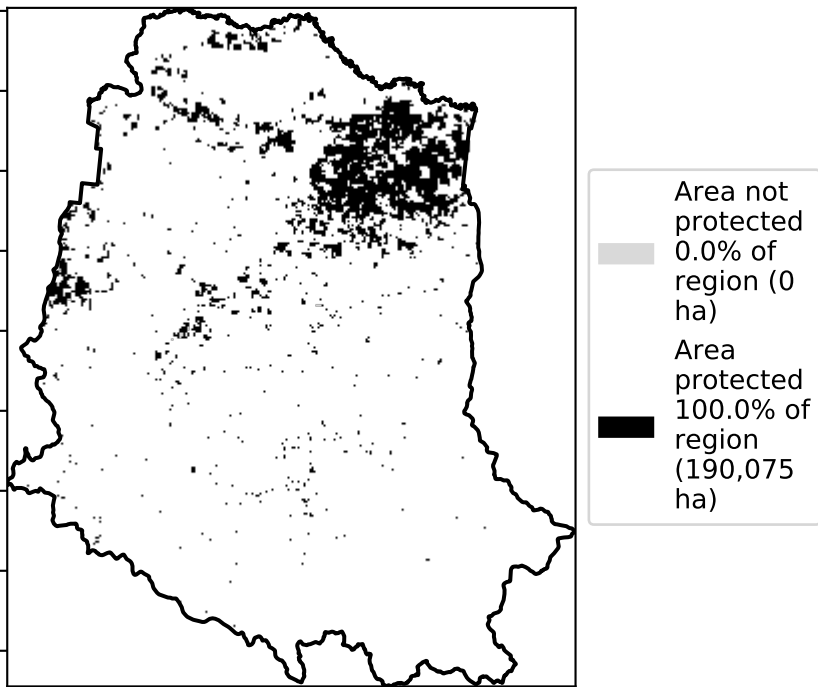 Area not
protected
0.0% of
region (0
ha)
Area
protected
100.0% of
region
(190,075
ha)